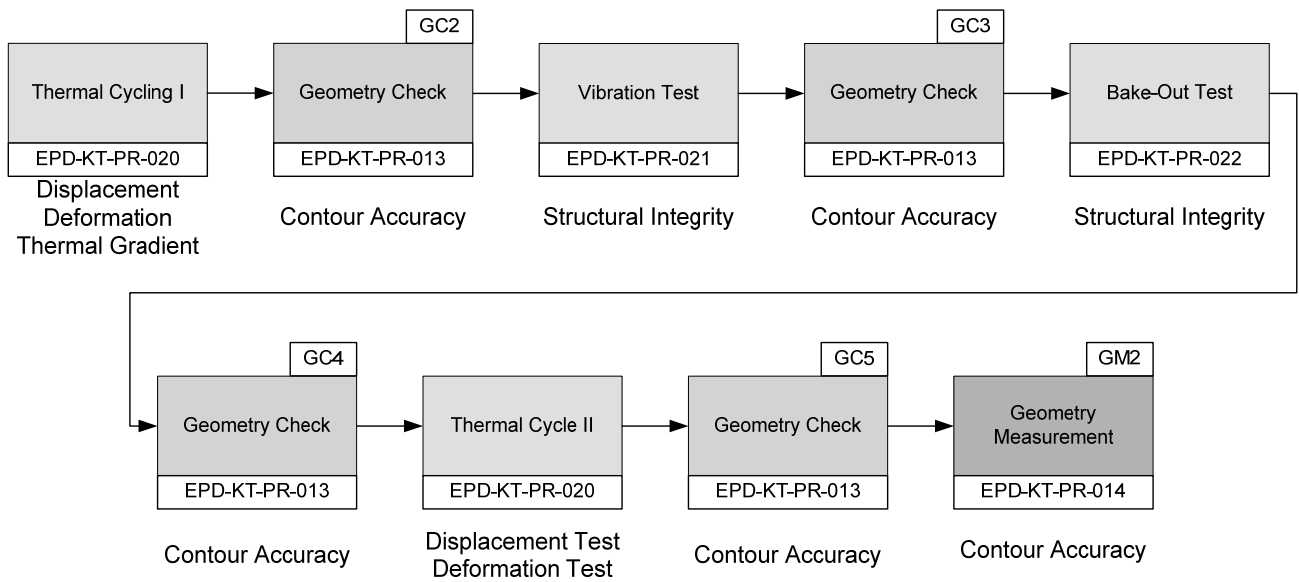 GC2
GC3
Thermal Cycling I
Geometry Check
Vibration Test
Geometry Check
Bake-Out Test
EPD-KT-PR-020
EPD-KT-PR-013
EPD-KT-PR-021
EPD-KT-PR-013
EPD-KT-PR-022
Displacement
Deformation
Thermal Gradient
Contour Accuracy
Structural Integrity
Contour Accuracy
Structural Integrity
GC4
GC5
GM2
Geometry Check
Thermal Cycle II
Geometry Check
Geometry
Measurement
EPD-KT-PR-013
EPD-KT-PR-020
EPD-KT-PR-013
EPD-KT-PR-014
Contour Accuracy
Displacement Test
Deformation Test
Contour Accuracy
Contour Accuracy